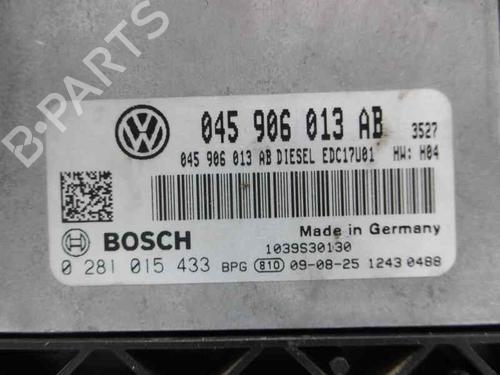 045 906 013 AB 3527
045 906 013 AB DIESEL EDC17U01 HW: H04
Made in Germany
BOSCH
1039S30130
0 281 015 433 BPG 810 09-08-25 1243 0488
B-PARTS